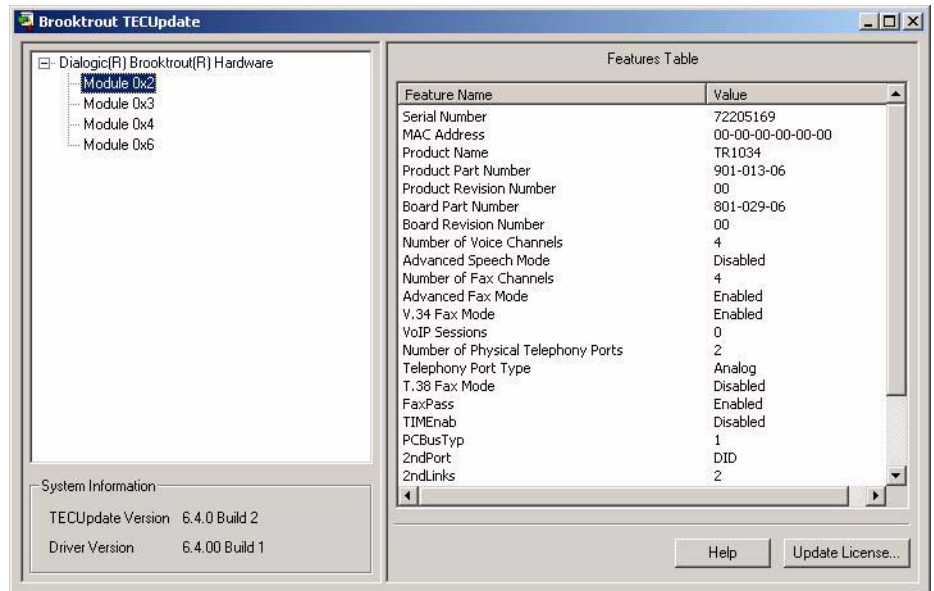 Brooktrout TECUpdate
Dialogic(R) Brooktrout(R) Hardware
Module 0x2
Module 0x3
Module 0x4
Module 0x6
System Information
TECUpdate Version 6.4.0 Build 2
Driver Version 6.4.00 Build 1
Features Table
Feature Name Value
Serial Number 72205169
MAC Address 00-00-00-00-00-00
Product Name TR1034
Product Part Number 901-013-06
Product Revision Number 00
Board Part Number 801-029-06
Board Revision Number 00
Number of Voice Channels 4
Advanced Speech Mode Disabled
Number of Fax Channels 4
Advanced Fax Mode Enabled
V.34 Fax Mode Enabled
VoIP Sessions 0
Number of Physical Telephony Ports 2
Telephony Port Type Analog
T.38 Fax Mode Disabled
FaxPass Enabled
TIMEnab Disabled
PCBusTyp 1
2ndPort DID
2ndLinks 2
Help Update License...